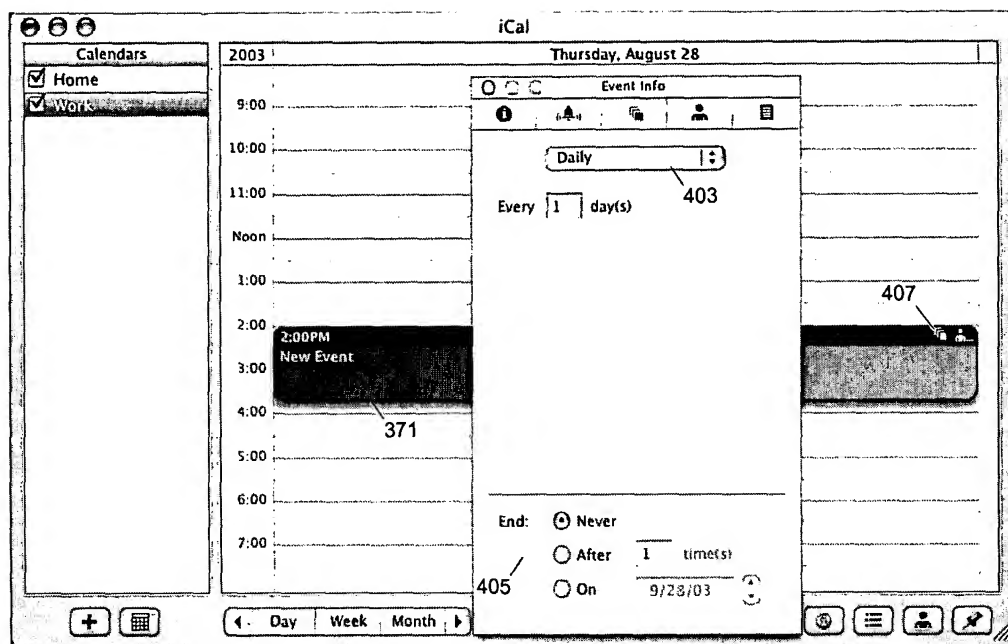 iCal
Calendars
Home
Work
2003
Thursday, August 28
9:00
10:00
11:00
Noon
1:00
2:00
3:00
4:00
5:00
6:00
7:00
2:00PM
New Event
371
407
Event Info
Daily
403
Every 1 day(s)
End: Never
After 1 time(s)
On 9/28/03
405
Day Week Month